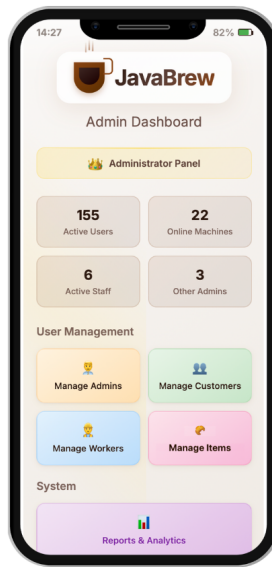 14:27
82%
JavaBrew
Admin Dashboard
Administrator Panel
155
22
Active Users
Online Machines
6
3
Active Staff
Other Admins
User Management
Manage Admins
Manage Customers
Manage Workers
Manage Items
System
Reports & Analytics